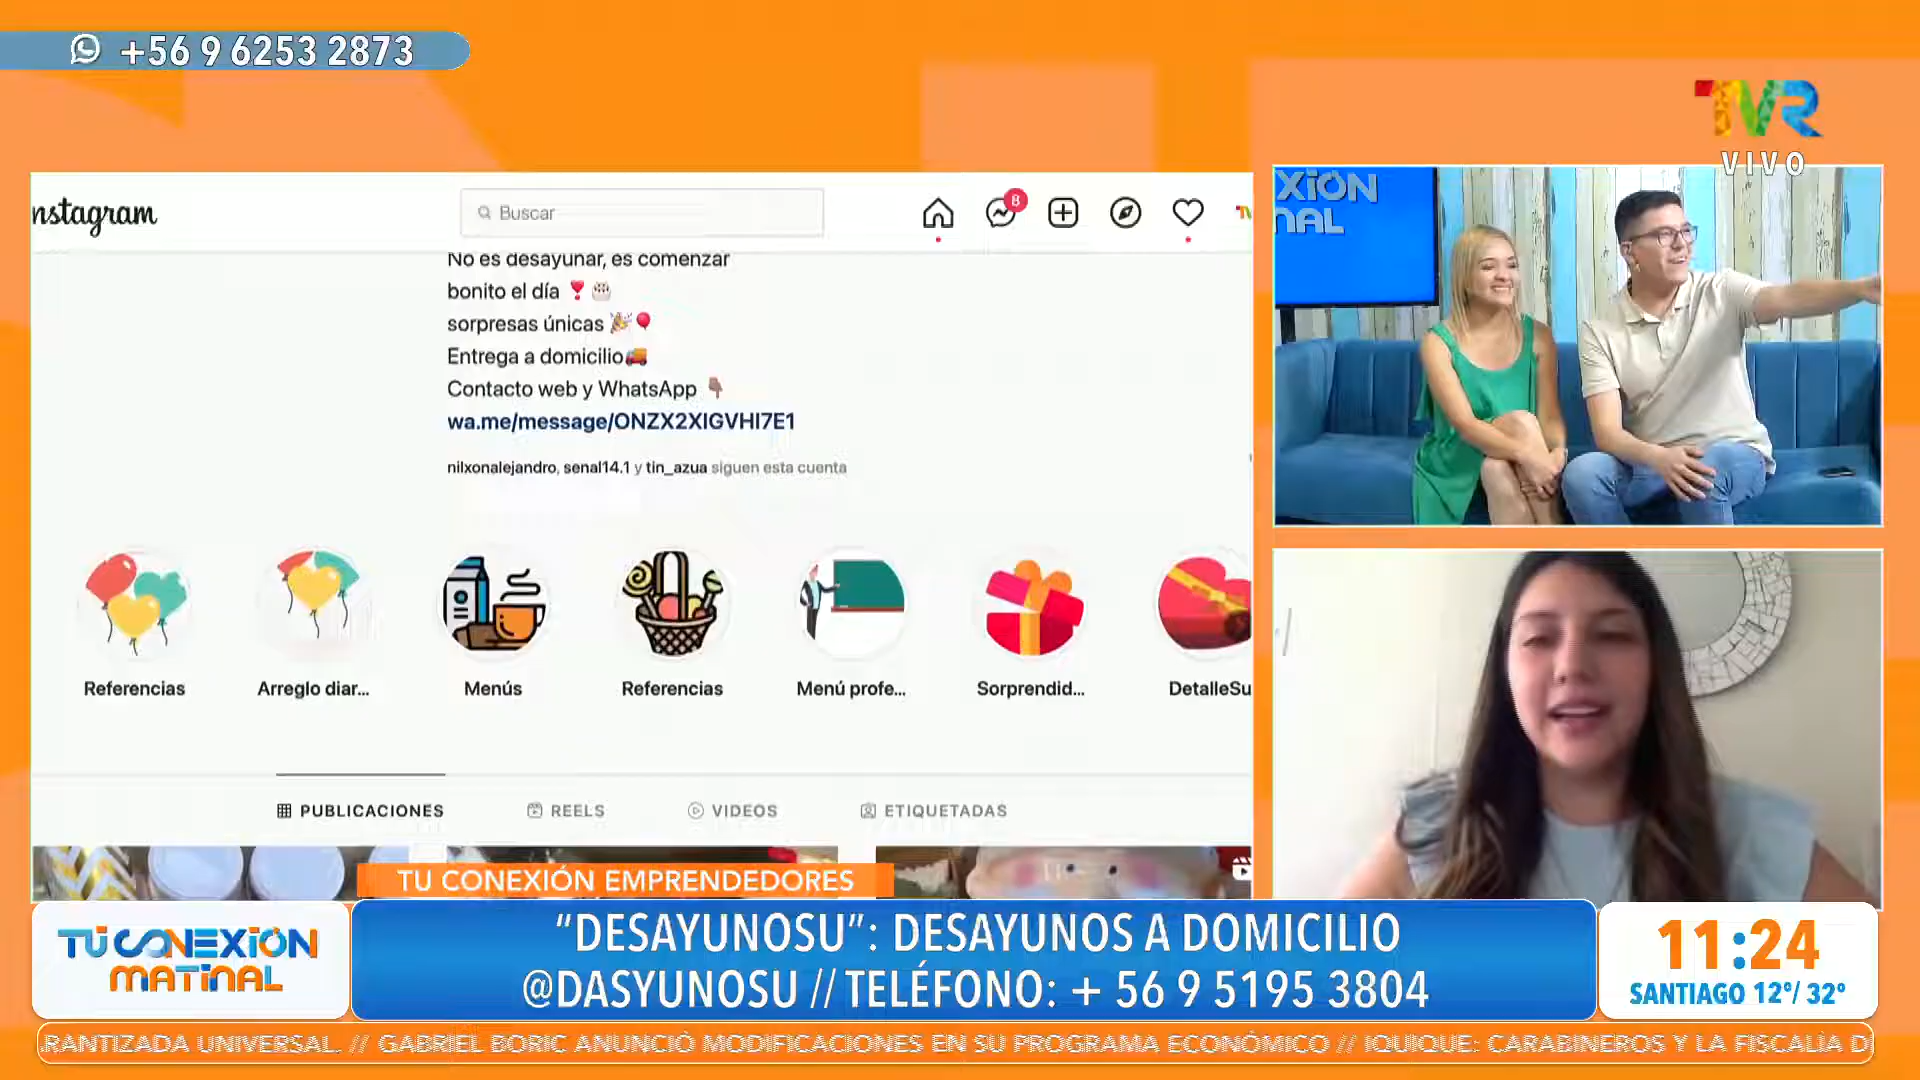 +56 9 6253 2873
TVR
VIVO
nstagram
Buscar
8
No es desayunar, es comenzar
bonito el día
sorpresas únicas
Entrega a domicilio
Contacto web y WhatsApp
wa.me/message/ONZX2XIGVHI7E1
nilxonalejandro, senal14.1 y tin_azua siguen esta cuenta
Referencias
Arreglo diar...
Menús
Referencias
Menú profe...
Sorprendid...
DetalleSu
PUBLICACIONES
REELS
VIDEOS
ETIQUETADAS
XIÓN
NAL
TU CONEXIÓN EMPRENDEDORES
TU CONEXIÓN
MATINAL
“DESAYUNOSU”: DESAYUNOS A DOMICILIO
@DASYUNOSU // TELÉFONO: + 56 9 5195 3804
11:24
SANTIAGO 12º/ 32º
RANTIZADA UNIVERSAL. // GABRIEL BORIC ANUNCIÓ MODIFICACIONES EN SU PROGRAMA ECONÓMICO // IQUIQUE: CARABINEROS Y LA FISCALÍA D